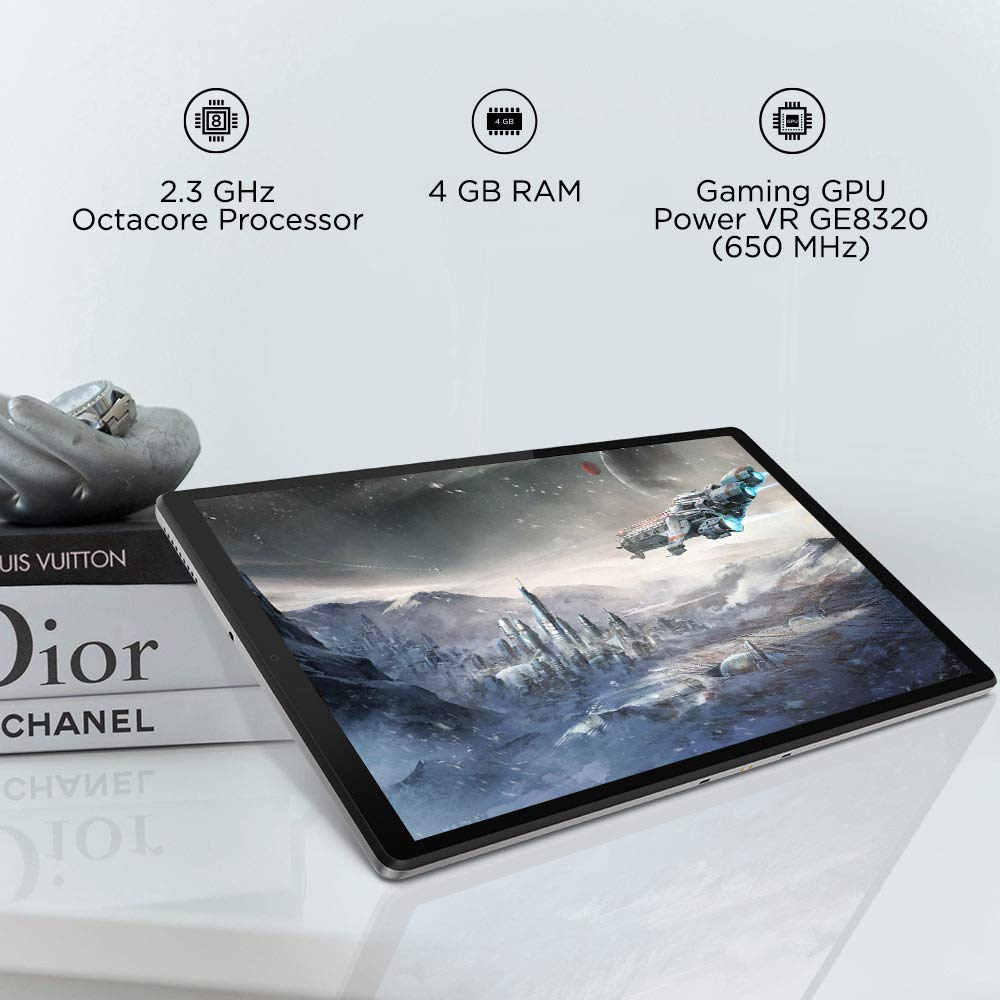 8
4 GB
GPU
2.3 GHz
Octacore Processor
4 GB RAM
Gaming GPU
Power VR GE8320
(650 MHz)
UIS VUITTON
Dior
CHANEL
CHANEL
Dior